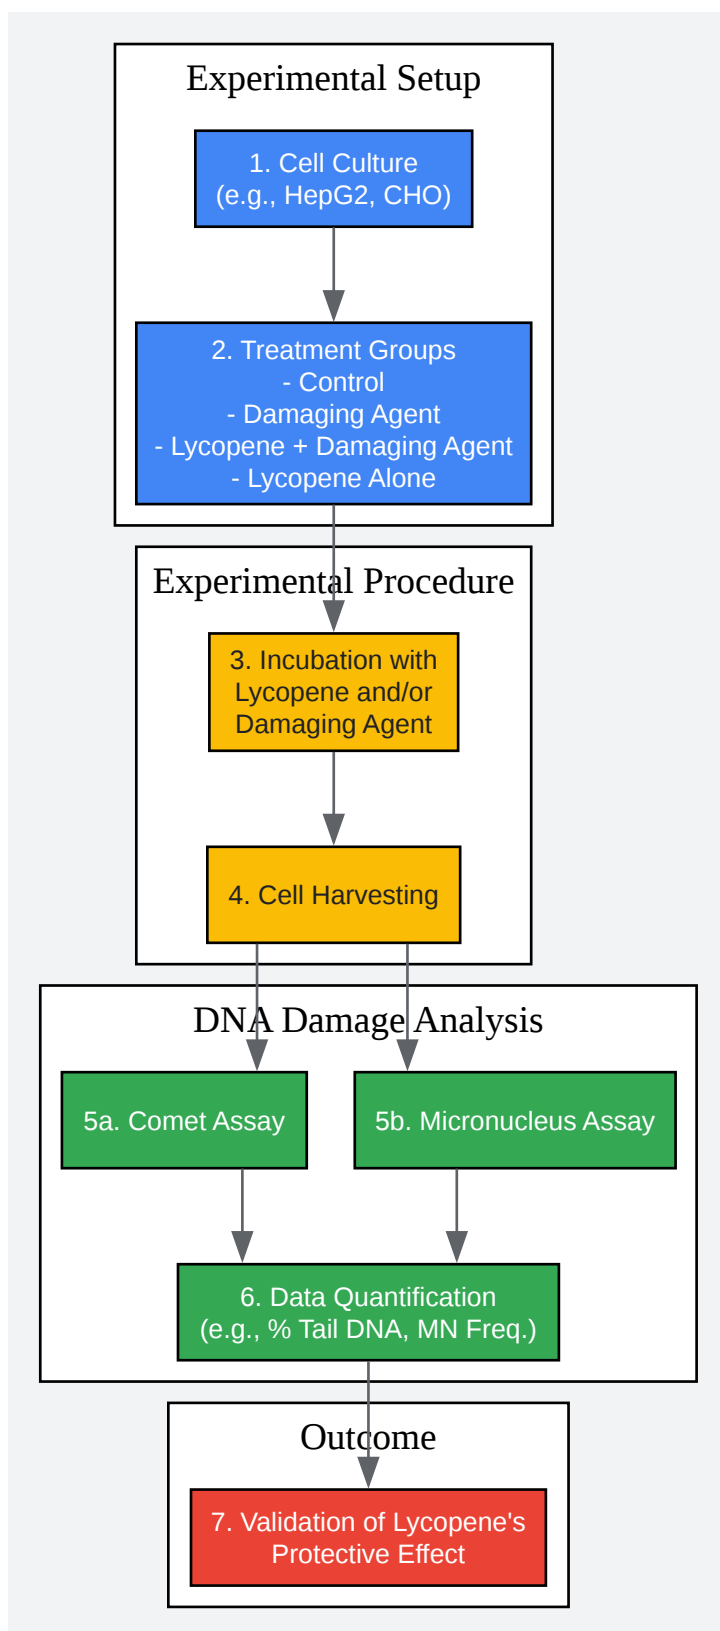 Experimental Setup
1. Cell Culture
(e.g., HepG2, CHO)
2. Treatment Groups
- Control
- Damaging Agent
- Lycopene + Damaging Agent
- Lycopene Alone
Experimental Procedure
3. Incubation with
Lycopene and/or
Damaging Agent
4. Cell Harvesting
DNA Damage Analysis
5a. Comet Assay
5b. Micronucleus Assay
6. Data Quantification
(e.g., % Tail DNA, MN Freq.)
Outcome
7. Validation of Lycopene's
Protective Effect